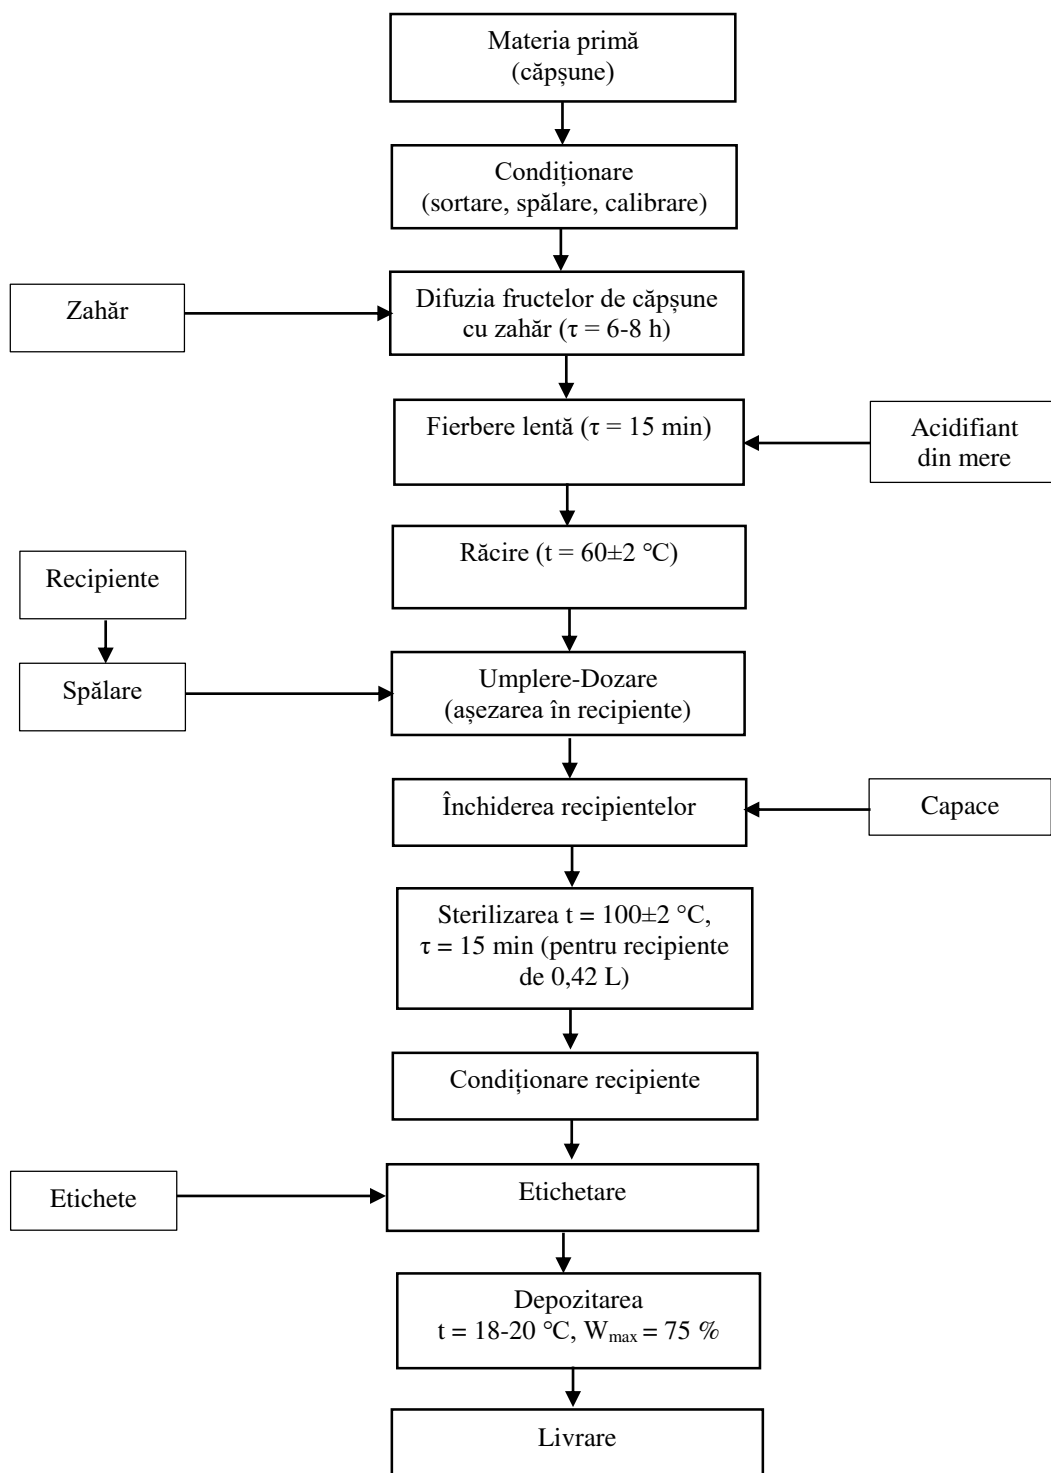 Materia primă
(căpșune)
Condiționare
(sortare, spălare, calibrare)
Zahăr
Difuzia fructelor de căpșune
cu zahăr (τ = 6-8 h)
Fierbere lentă (τ = 15 min)
Acidifiant
din mere
Răcire (t = 60±2 °C)
Recipiente
Spălare
Umplere-Dozare
(așezarea în recipiente)
Închiderea recipientelor
Capace
Sterilizarea t = 100±2 °C,
τ = 15 min (pentru recipiente
de 0,42 L)
Condiționare recipiente
Etichete
Etichetare
Depozitarea
t = 18-20 °C, Wmax = 75 %
Livrare